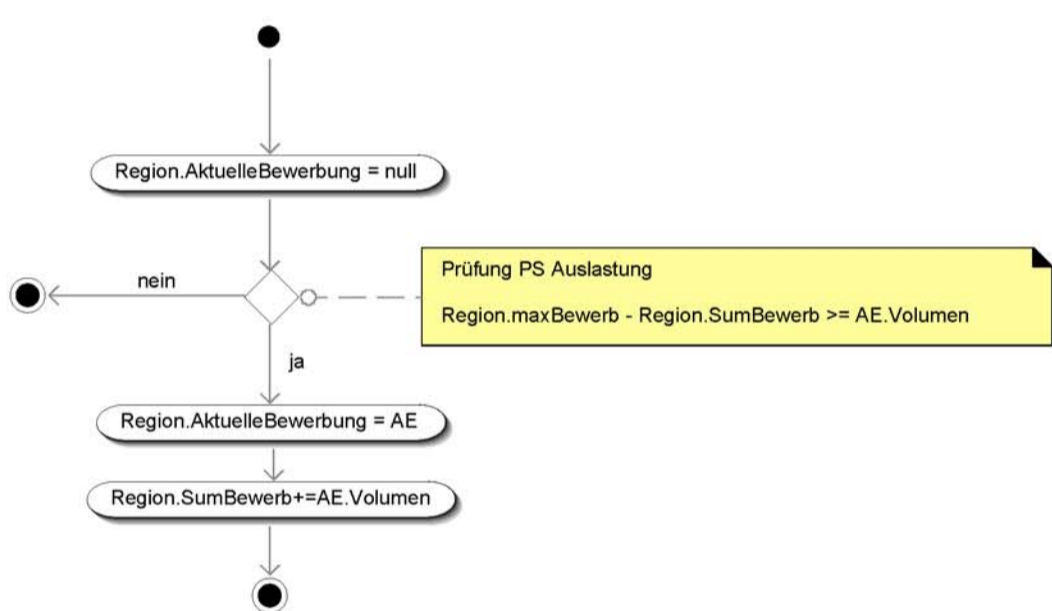 Region.AktuelleBewerbung = null
nein
Prüfung PS Auslastung
Region.maxBewerb - Region.SumBewerb >= AE.Volumen
ja
Region.AktuelleBewerbung = AE
Region.SumBewerb+=AE.Volumen